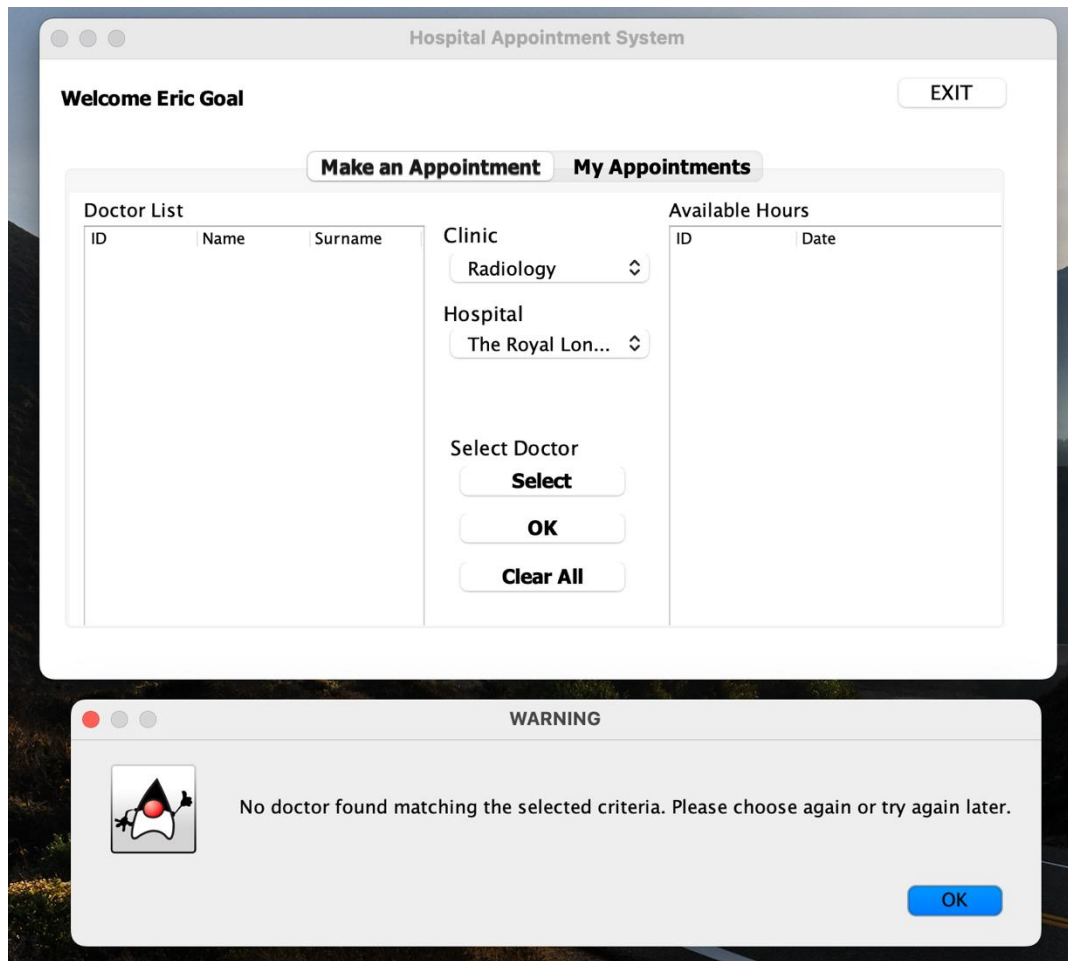 Hospital Appointment System
Welcome Eric Goal
EXIT
Make an Appointment My Appointments
Doctor List
ID Name Surname
Clinic
Radiology
Hospital
The Royal Lon...
Select Doctor
Select
OK
Clear All
Available Hours
ID Date
WARNING
No doctor found matching the selected criteria. Please choose again or try again later.
OK